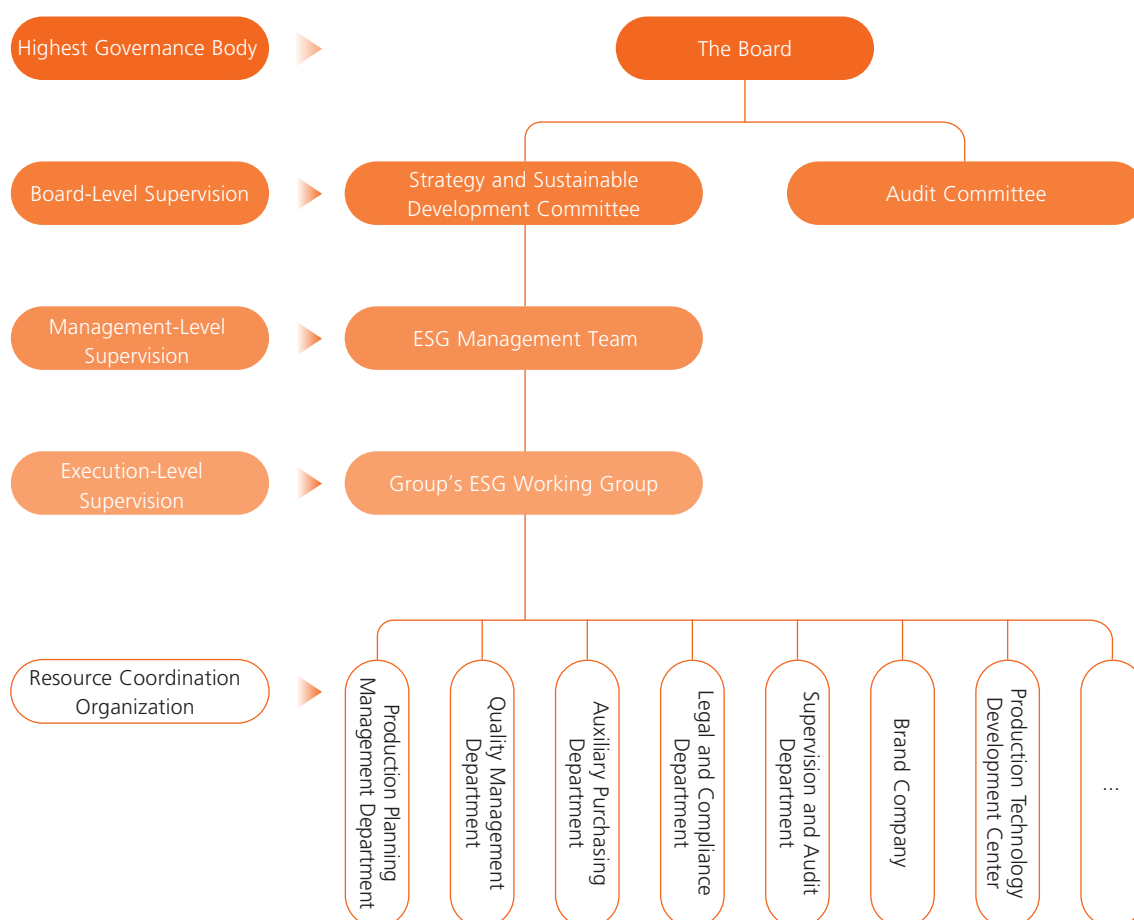 Highest Governance Body
The Board
Board-Level Supervision
Strategy and Sustainable
Development Committee
Audit Committee
Management-Level
Supervision
ESG Management Team
Execution-Level
Supervision
Group's ESG Working Group
Resource Coordination
Organization
Production Planning
Management Department
Quality Management
Department
Auxiliary Purchasing
Department
Legal and Compliance
Department
Supervision and Audit
Department
Brand Company
Production Technology
Development Center
...